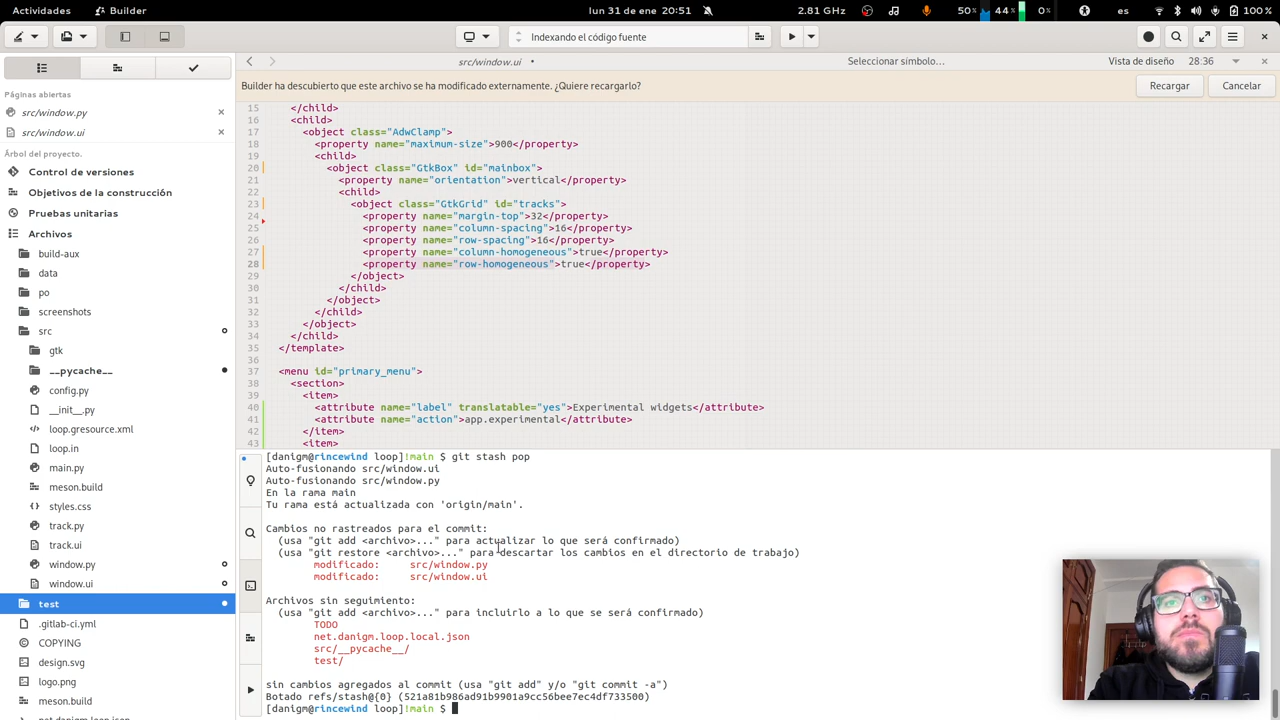 Actividades
Builder
lun 31 de ene 20:51
2.81 GHz
50%
44%
0%
es
100 %
Indexando el código fuente
src/window.ui •
Seleccionar símbolo…
Vista de diseño
28:36
Páginas abiertas
src/window.py
src/window.ui
Árbol del proyecto.
Control de versiones
Objetivos de la construcción
Pruebas unitarias
Archivos
build-aux
data
po
screenshots
src
gtk
__pycache__
config.py
__init__.py
loop.gresource.xml
loop.in
main.py
meson.build
styles.css
track.py
track.ui
window.py
window.ui
test
.gitlab-ci.yml
COPYING
design.svg
logo.png
meson.build
net.danigm.loop.json
Builder ha descubierto que este archivo se ha modificado externamente. ¿Quiere recargarlo?
Recargar
Cancelar
15 </child>
16 <child>
17 <object class="AdwClamp">
18 <property name="maximum-size">900</property>
19 <child>
20 <object class="GtkBox" id="mainbox">
21 <property name="orientation">vertical</property>
22 <child>
23 <object class="GtkGrid" id="tracks">
24 <property name="margin-top">32</property>
25 <property name="column-spacing">16</property>
26 <property name="row-spacing">16</property>
27 <property name="column-homogeneous">true</property>
28 <property name="row-homogeneous">true</property>
29 </object>
30 </child>
31 </object>
32 </child>
33 </object>
34 </child>
35 </template>
36
37 <menu id="primary_menu">
38 <section>
39 <item>
40 <attribute name="label" translatable="yes">Experimental widgets</attribute>
41 <attribute name="action">app.experimental</attribute>
42 </item>
43 <item>
[danigm@rincewind loop]!main $ git stash pop
Auto-fusionando src/window.ui
Auto-fusionando src/window.py
En la rama main
Tu rama está actualizada con 'origin/main'.
Cambios no rastreados para el commit:
(usa "git add <archivo>..." para actualizar lo que será confirmado)
(usa "git restore <archivo>..." para descartar los cambios en el directorio de trabajo)
modificado: src/window.py
modificado: src/window.ui
Archivos sin seguimiento:
(usa "git add <archivo>..." para incluirlo a lo que se será confirmado)
TODO
net.danigm.loop.local.json
src/__pycache__/
test/
sin cambios agregados al commit (usa "git add" y/o "git commit -a")
Botado refs/stash@{0} (521a81b986ad91b9901a9cc56bee7ec4df733500)
[danigm@rincewind loop]!main $